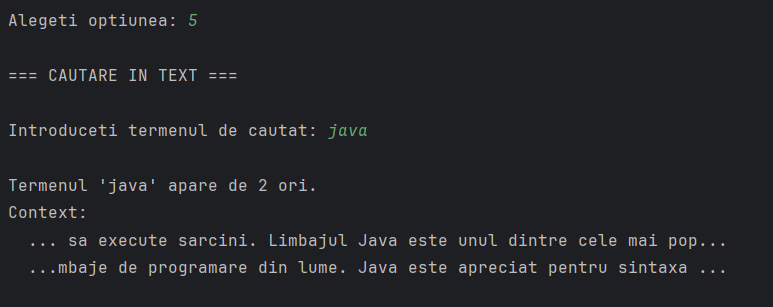 Alegeti optiunea: 5
=== CAUTARE IN TEXT ===
Introduceti termenul de cautat: java
Termenul 'java' apare de 2 ori.
Context:
... sa execute sarcini. Limbajul Java este unul dintre cele mai pop...
...mbaje de programare din lume. Java este apreciat pentru sintaxa ...